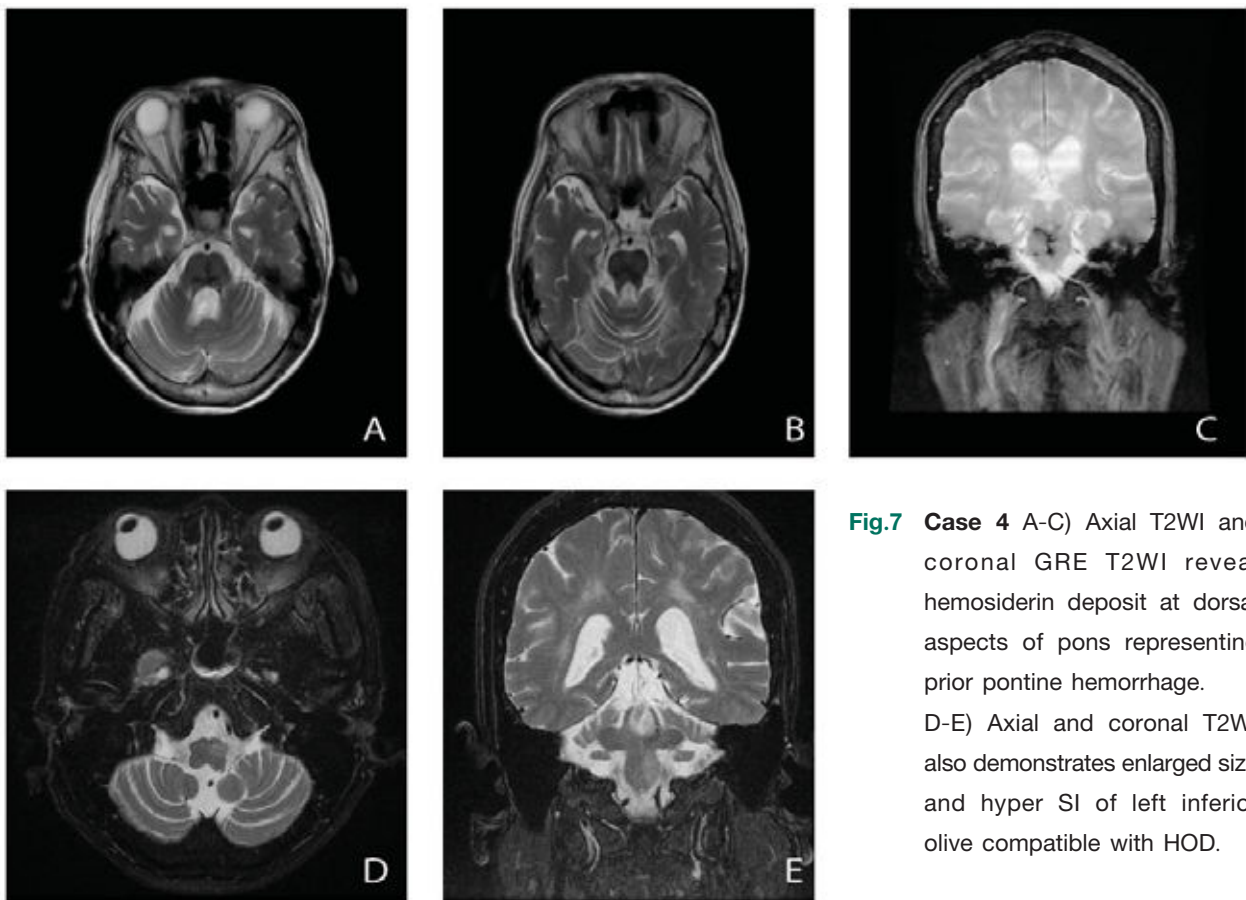 A
B
C
D
E
Fig.7 Case 4 A-C) Axial T2WI and
coronal GRE T2WI revea
hemosiderin deposit at dorsa
aspects of pons representing
prior pontine hemorrhage.
D-E) Axial and coronal T2W
also demonstrates enlarged siz
and hyper SI of left inferio
olive compatible with HOD.